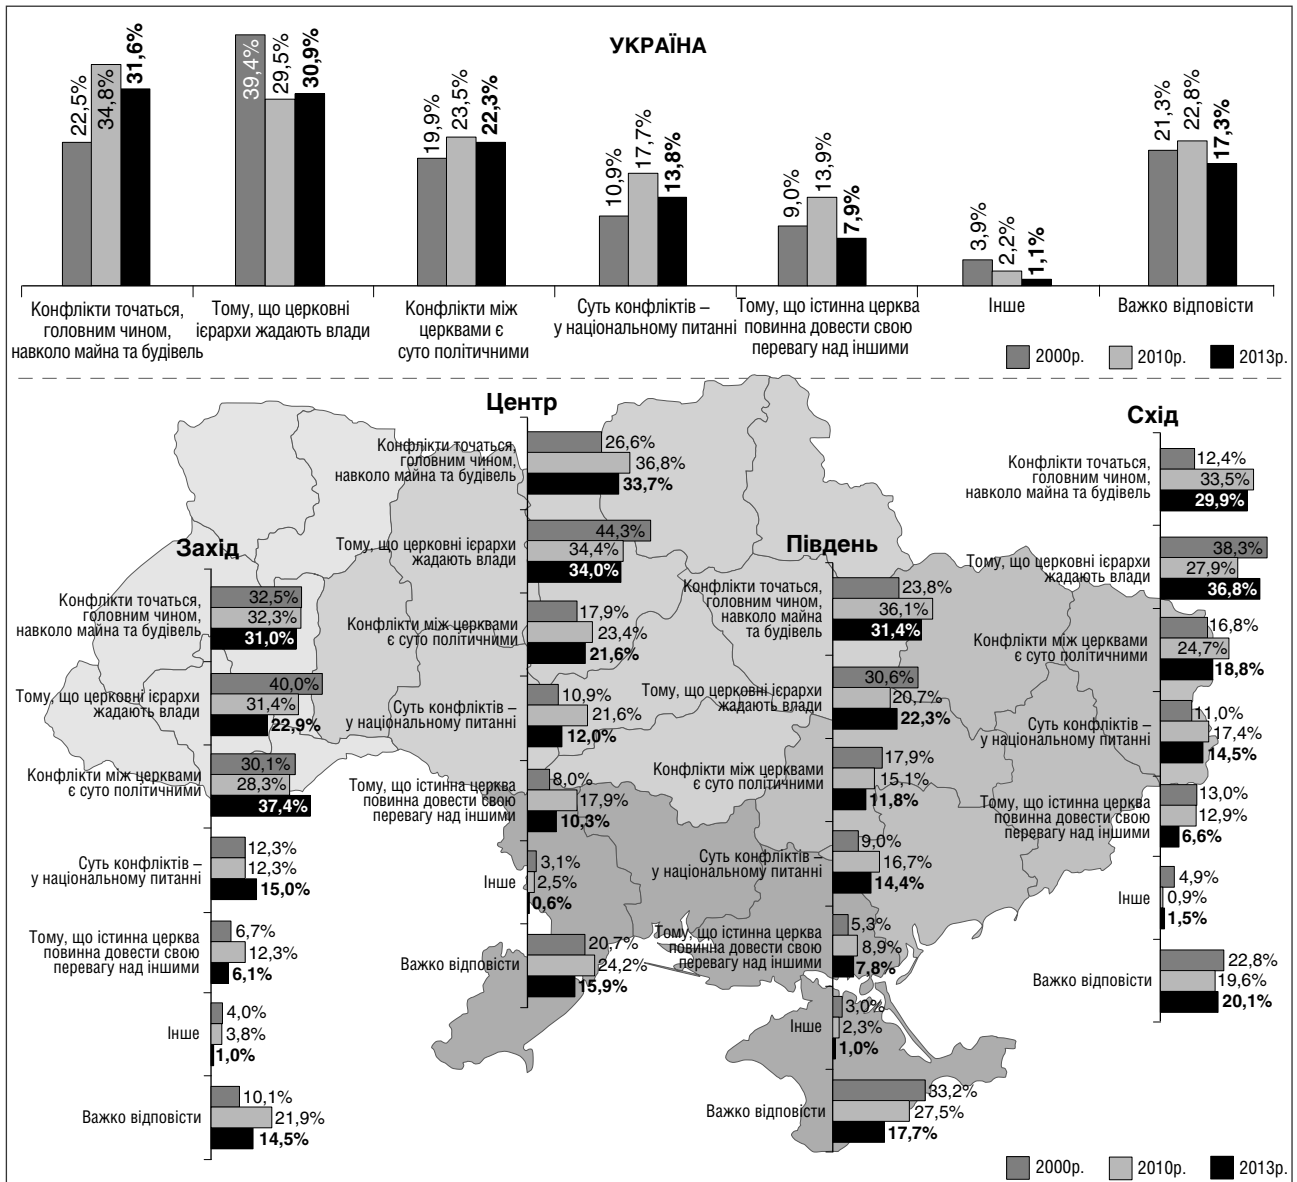 УКРАЇНА
22,5%
34,8%
31,6%
39,4%
29,5%
30,9%
19,9%
23,5%
22,3%
10,9%
17,7%
13,8%
9,0%
13,9%
7,9%
3,9%
2,2%
1,1%
21,3%
22,8%
17,3%
Конфлікти точаться,
головним чином,
навколо майна та будівель
Тому, що церковні
ієрархи жадають влади
Конфлікти між
церквами є
суто політичними
Суть конфліктів –
у національному питанні
Тому, що істинна церква
повинна довести свою
перевагу над іншими
Інше
Важко відповісти
2000р.
2010р.
2013р.
Захід
Конфлікти точаться,
головним чином,
навколо майна та будівель
32,5%
32,3%
31,0%
Тому, що церковні ієрархи
жадають влади
40,0%
31,4%
22,9%
Конфлікти між церквами
є суто політичними
30,1%
28,3%
37,4%
Суть конфліктів –
у національному питанні
12,3%
12,3%
15,0%
Тому, що істинна церква
повинна довести свою
перевагу над іншими
6,7%
12,3%
6,1%
Інше
4,0%
3,8%
1,0%
Важко відповісти
10,1%
21,9%
14,5%
Центр
Конфлікти точаться,
головним чином,
навколо майна та будівель
26,6%
36,8%
33,7%
Тому, що церковні ієрархи
жадають влади
44,3%
34,4%
34,0%
Конфлікти між церквами
є суто політичними
17,9%
23,4%
21,6%
Суть конфліктів –
у національному питанні
10,9%
21,6%
12,0%
Тому, що істинна церква
повинна довести свою
перевагу над іншими
8,0%
17,9%
10,3%
Інше
3,1%
2,5%
0,6%
Важко відповісти
20,7%
24,2%
15,9%
Південь
Конфлікти точаться,
головним чином,
навколо майна
та будівель
23,8%
36,1%
31,4%
Тому, що церковні ієрархи
жадають влади
30,6%
20,7%
22,3%
Конфлікти між церквами
є суто політичними
17,9%
15,1%
11,8%
Суть конфліктів –
у національному питанні
9,0%
16,7%
14,4%
Тому, що істинна церква
повинна довести свою
перевагу над іншими
5,3%
8,9%
7,8%
Інше
3,0%
2,3%
1,0%
Важко відповісти
33,2%
27,5%
17,7%
Схід
Конфлікти точаться,
головним чином,
навколо майна та будівель
12,4%
33,5%
29,9%
Тому, що церковні ієрархи
жадають влади
38,3%
27,9%
36,8%
Конфлікти між церквами
є суто політичними
16,8%
24,7%
18,8%
Суть конфліктів –
у національному питанні
11,0%
17,4%
14,5%
Тому, що істинна церква
повинна довести свою
перевагу над іншими
13,0%
12,9%
6,6%
Інше
4,9%
0,9%
1,5%
Важко відповісти
22,8%
19,6%
20,1%
2000р.
2010р.
2013р.